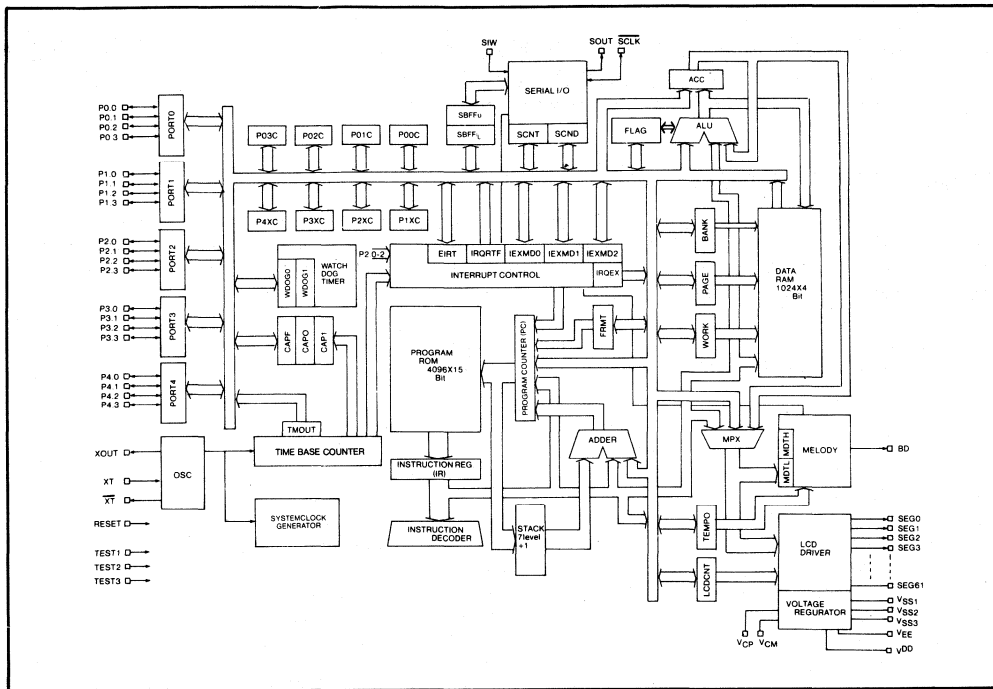 SIW
SOUT
SCLK
SERIAL I/O
SBFFU
SBFFL
SCNT
SCND
ACC
FLAG
ALU
P0.0
P0.1
P0.2
P0.3
PORT0
P1.0
P1.1
P1.2
P1.3
PORT1
P2.0
P2.1
P2.2
P2.3
PORT2
P3.0
P3.1
P3.2
P3.3
PORT3
P4.0
P4.1
P4.2
P4.3
PORT4
P03C
P02C
P01C
P00C
P4XC
P3XC
P2XC
P1XC
WDOG0
WDOG1
WATCH
DOG
TIMER
CAPF
CAPO
CAP1
P2 0-2
EIRT
IRQRTF
IEXMD0
IEXMD1
IEXMD2
INTERRUPT CONTROL
IRQEX
BANK
PAGE
WORK
DATA
RAM
1024X4
Bit
PROGRAM
ROM
4096X15
Bit
PROGRAM COUNTER (PC)
FRMT
TMOUT
TIME BASE COUNTER
XOUT
XT
XT
OSC
RESET
TEST1
TEST2
TEST3
SYSTEMCLOCK
GENERATOR
INSTRUCTION REG
(IR)
INSTRUCTION
DECODER
STACK
7level
+1
ADDER
MPX
MDTL
MDTH
MELODY
BD
TEMPO
LCDCNT
LCD
DRIVER
SEG0
SEG1
SEG2
SEG3
SEG61
VOLTAGE
REGURATOR
VSS1
VSS2
VSS3
VEE
VDD
VCP
VCM